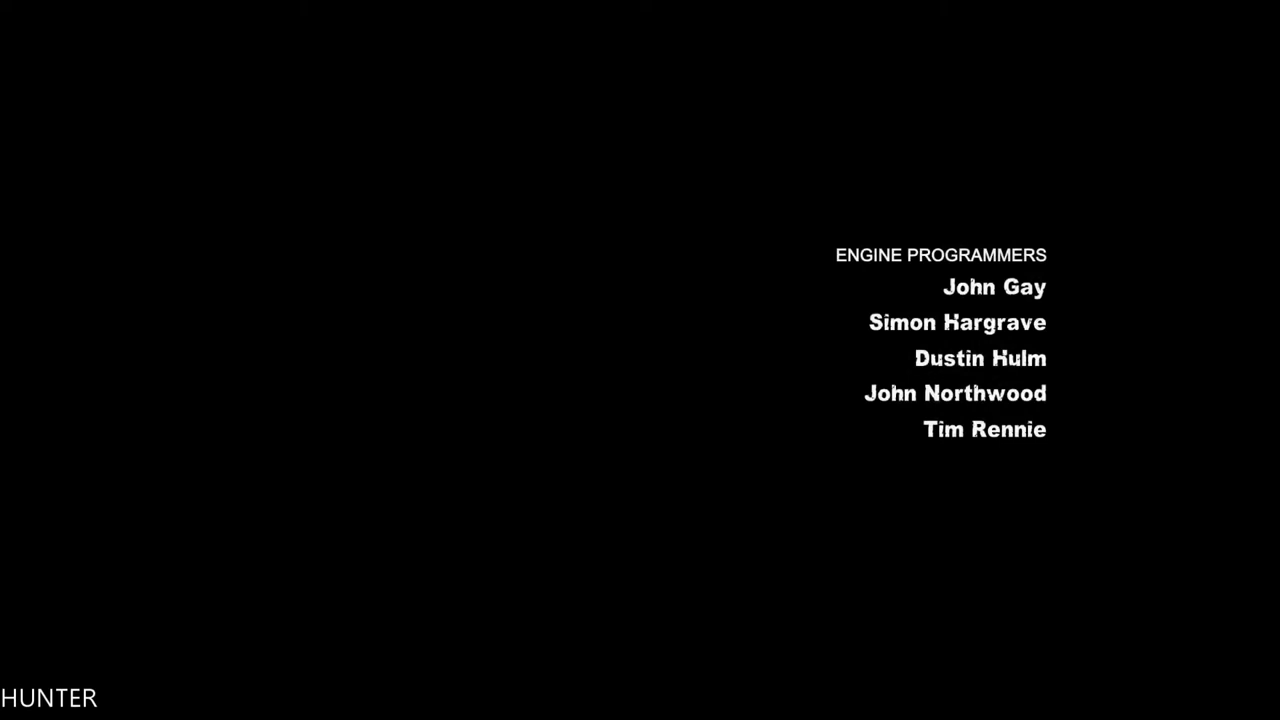 ENGINE PROGRAMMERS
John Gay
Simon Hargrave
Dustin Hulm
John Northwood
Tim Rennie
HUNTER